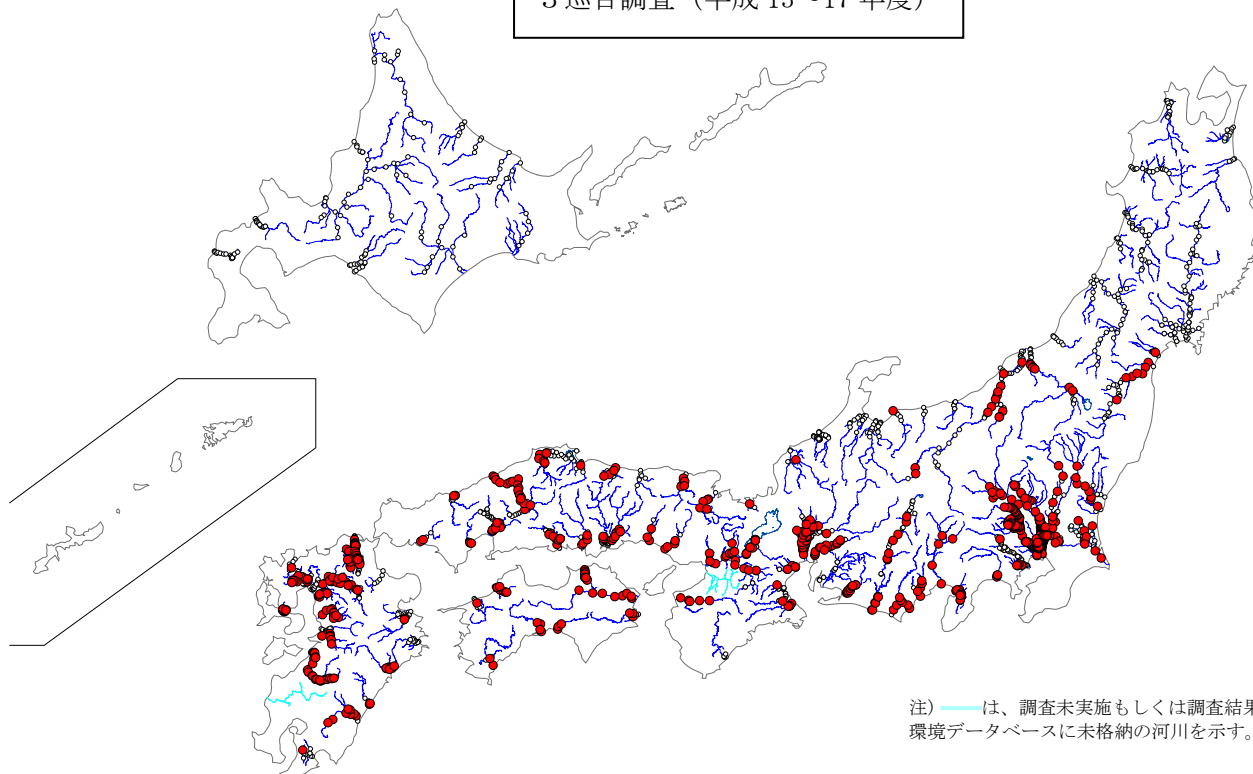 3巡目調査（平成 13～17 年度）
注） は、調査未実施もしくは調査結果
環境データベースに未格納の河川を示す。